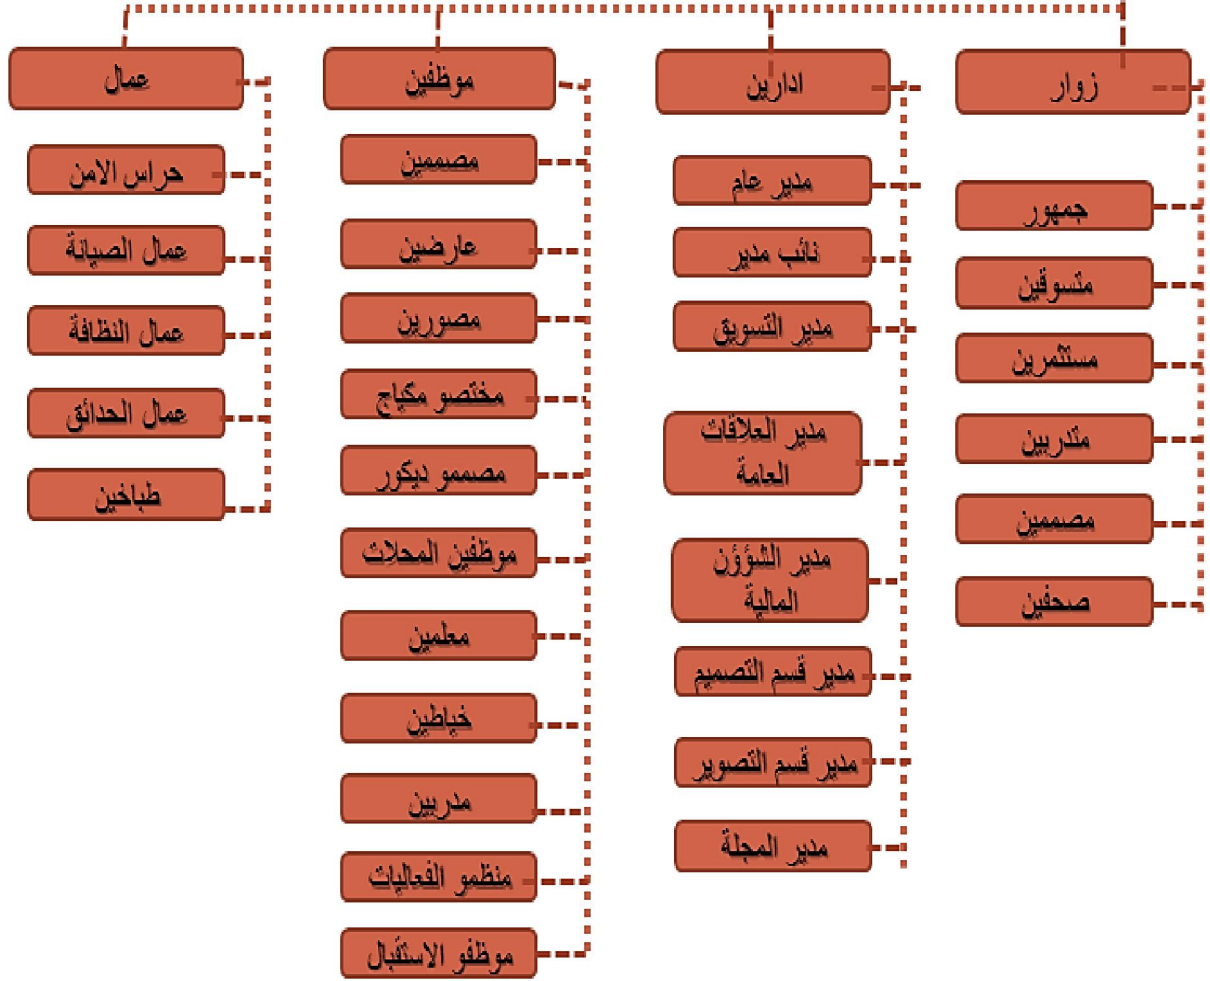 زوار
جمهور
متسوقين
مستثمرين
متدربين
مصممين
صحفين
ادارين
مدير عام
نائب مدير
مدير التسويق
مدير العلاقات
العامة
مدير الشؤؤن
المالية
مدير قسم التصميم
مدير قسم التصوير
مدير المجلة
موظفين
مصممين
عارضين
مصورين
مختصو مكياج
مصممو ديكور
موظفين المحلات
معلمين
خياطين
مدربين
منظمو الفعاليات
موظفو الاستقبال
عمال
حراس الامن
عمال الصيانة
عمال النظافة
عمال الحدائق
طباخين